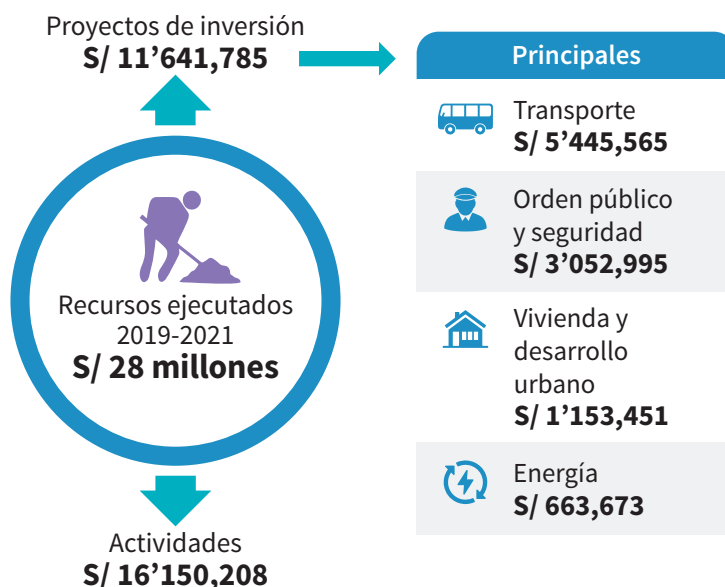 Proyectos de inversión
S/ 11’641,785
Recursos ejecutados
2019-2021
S/ 28 millones
Actividades
S/ 16’150,208
Principales
Transporte
S/ 5’445,565
Orden público
y seguridad
S/ 3’052,995
Vivienda y
desarrollo
urbano
S/ 1’153,451
Energía
S/ 663,673